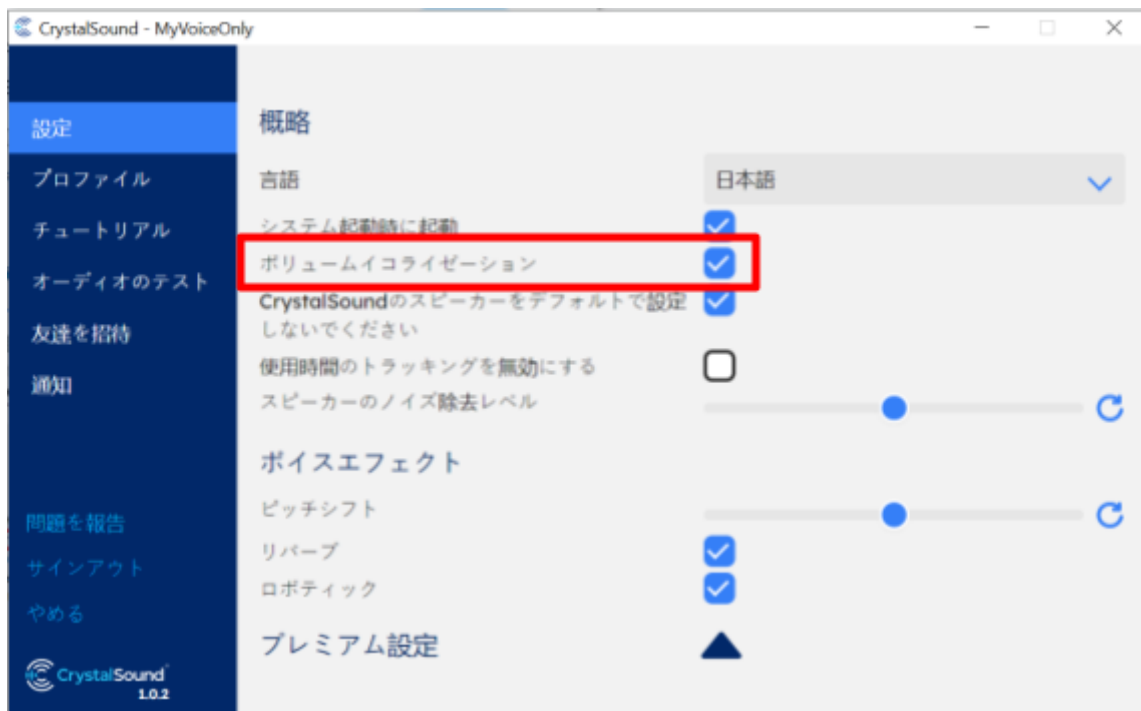 CrystalSound - MyVoiceOnly
設定
プロファイル
チュートリアル
オーディオのテスト
友達を招待
通知
問題を報告
サインアウト
やめる
CrystalSound
1.0.2
概略
言語
日本語
システム起動時に起動
ボリュームイコライゼーション
CrystalSoundのスピーカーをデフォルトで設定
しないでください
使用時間のトラッキングを無効にする
スピーカーのノイズ除去レベル
ボイスエフェクト
ピッチシフト
リバーブ
ロボティック
プレミアム設定